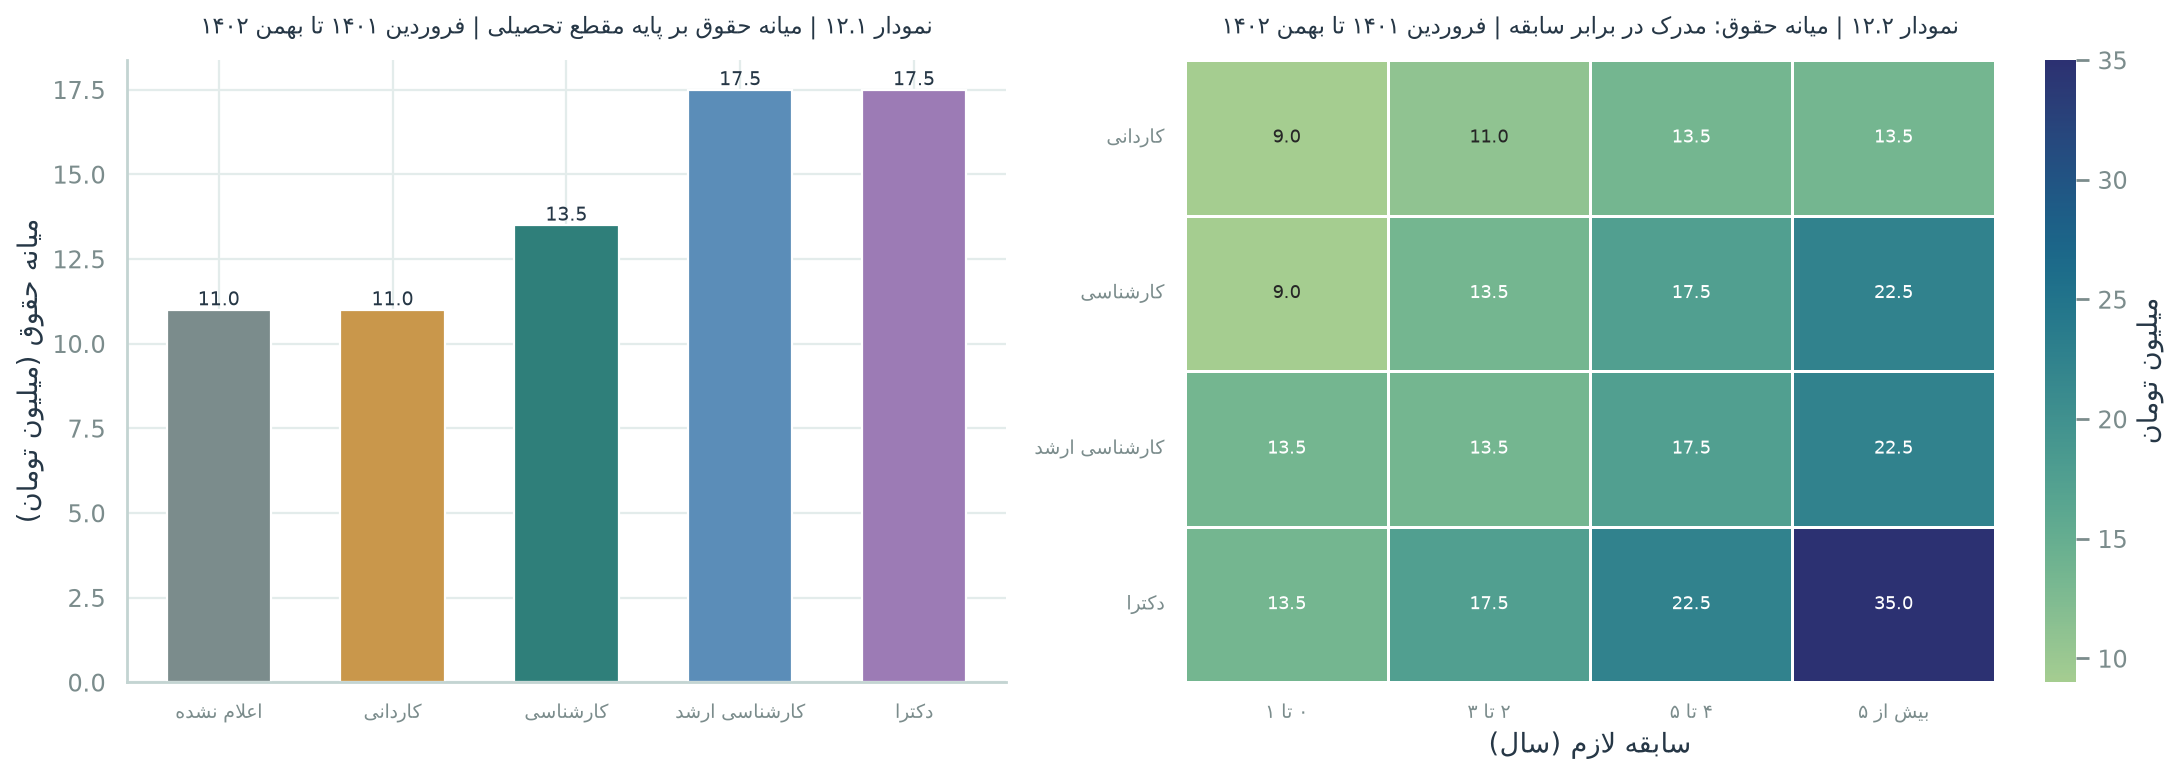 نمودار ۱۲.۱ | میانه حقوق بر پایه مقطع تحصیلی | فروردین ۱۴۰۱ تا بهمن ۱۴۰۲
میانه حقوق (میلیون تومان)
17.5
15.0
12.5
10.0
7.5
5.0
2.5
0.0
11.0
11.0
13.5
17.5
17.5
اعلام نشده
کاردانی
کارشناسی
کارشناسی ارشد
دکترا
نمودار ۱۲.۲ | میانه حقوق: مدرک در برابر سابقه | فروردین ۱۴۰۱ تا بهمن ۱۴۰۲
کاردانی
9.0 11.0 13.5 13.5
کارشناسی
9.0 13.5 17.5 22.5
کارشناسی ارشد
13.5 13.5 17.5 22.5
دکترا
13.5 17.5 22.5 35.0
۰ تا ۱
۲ تا ۳
۴ تا ۵
بیش از ۵
سابقه لازم (سال)
35
30
25
20
15
10
میلیون تومان